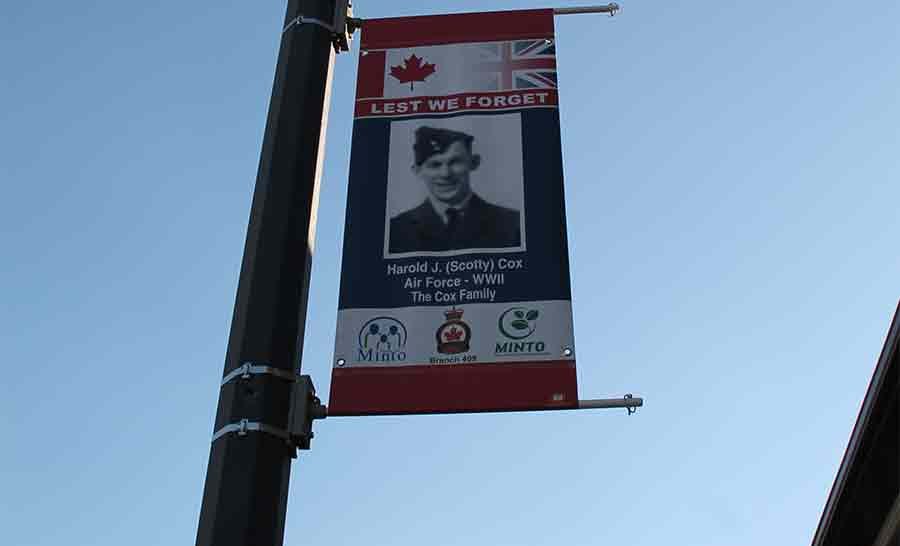 LEST WE FORGET
Harold J. (Scotty) Cox
Air Force - WWII
The Cox Family
Minto
Branch 409
MINTO